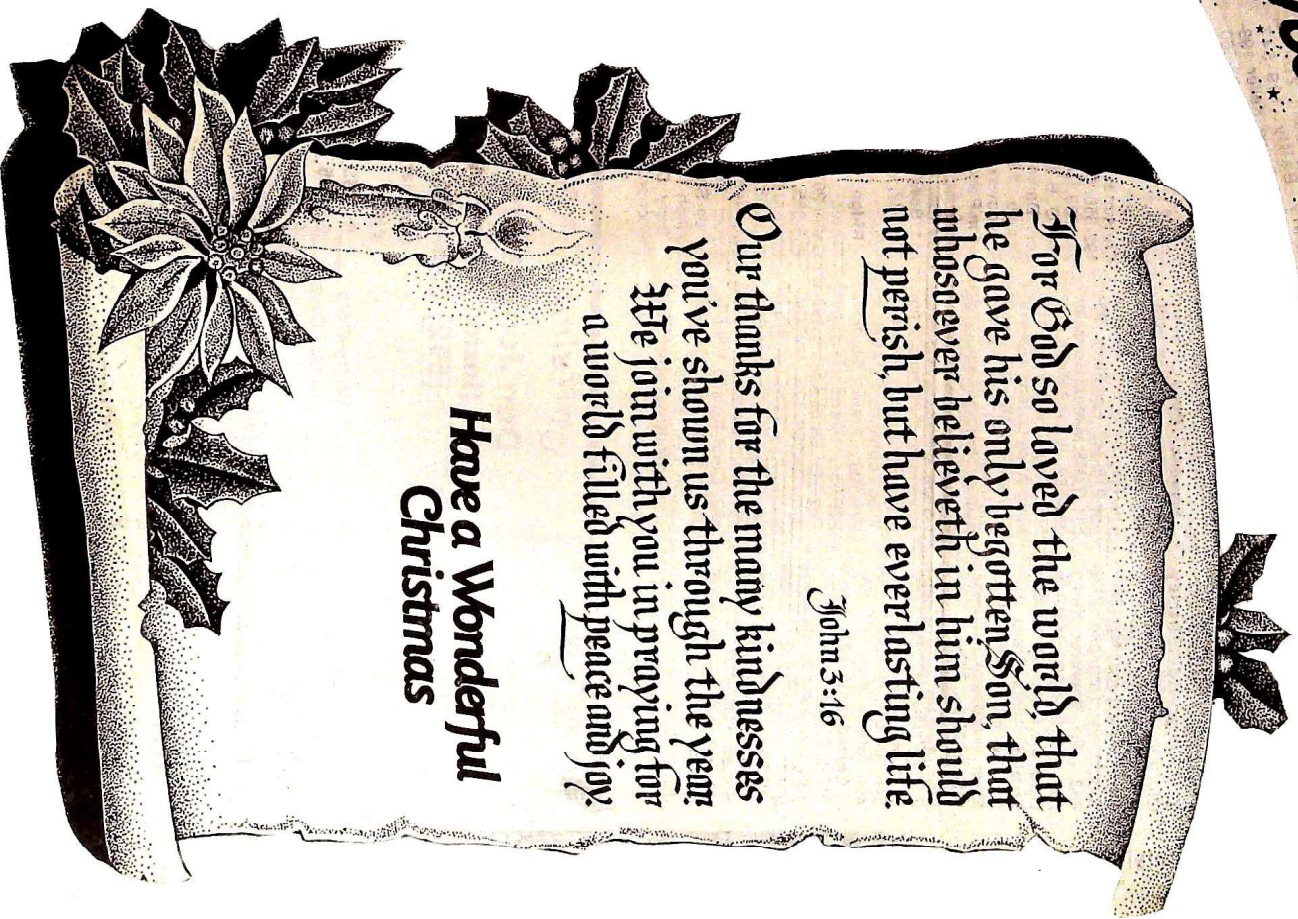 For God so loved the world, that
he gave his only begotten Son, that
whosoever believeth in him should
not perish, but have everlasting life.
John 3:16
Our thanks for the many kindnesses
you've shown us through the year.
We join with you in praying for
a world filled with peace and joy.
Have a Wonderful
Christmas